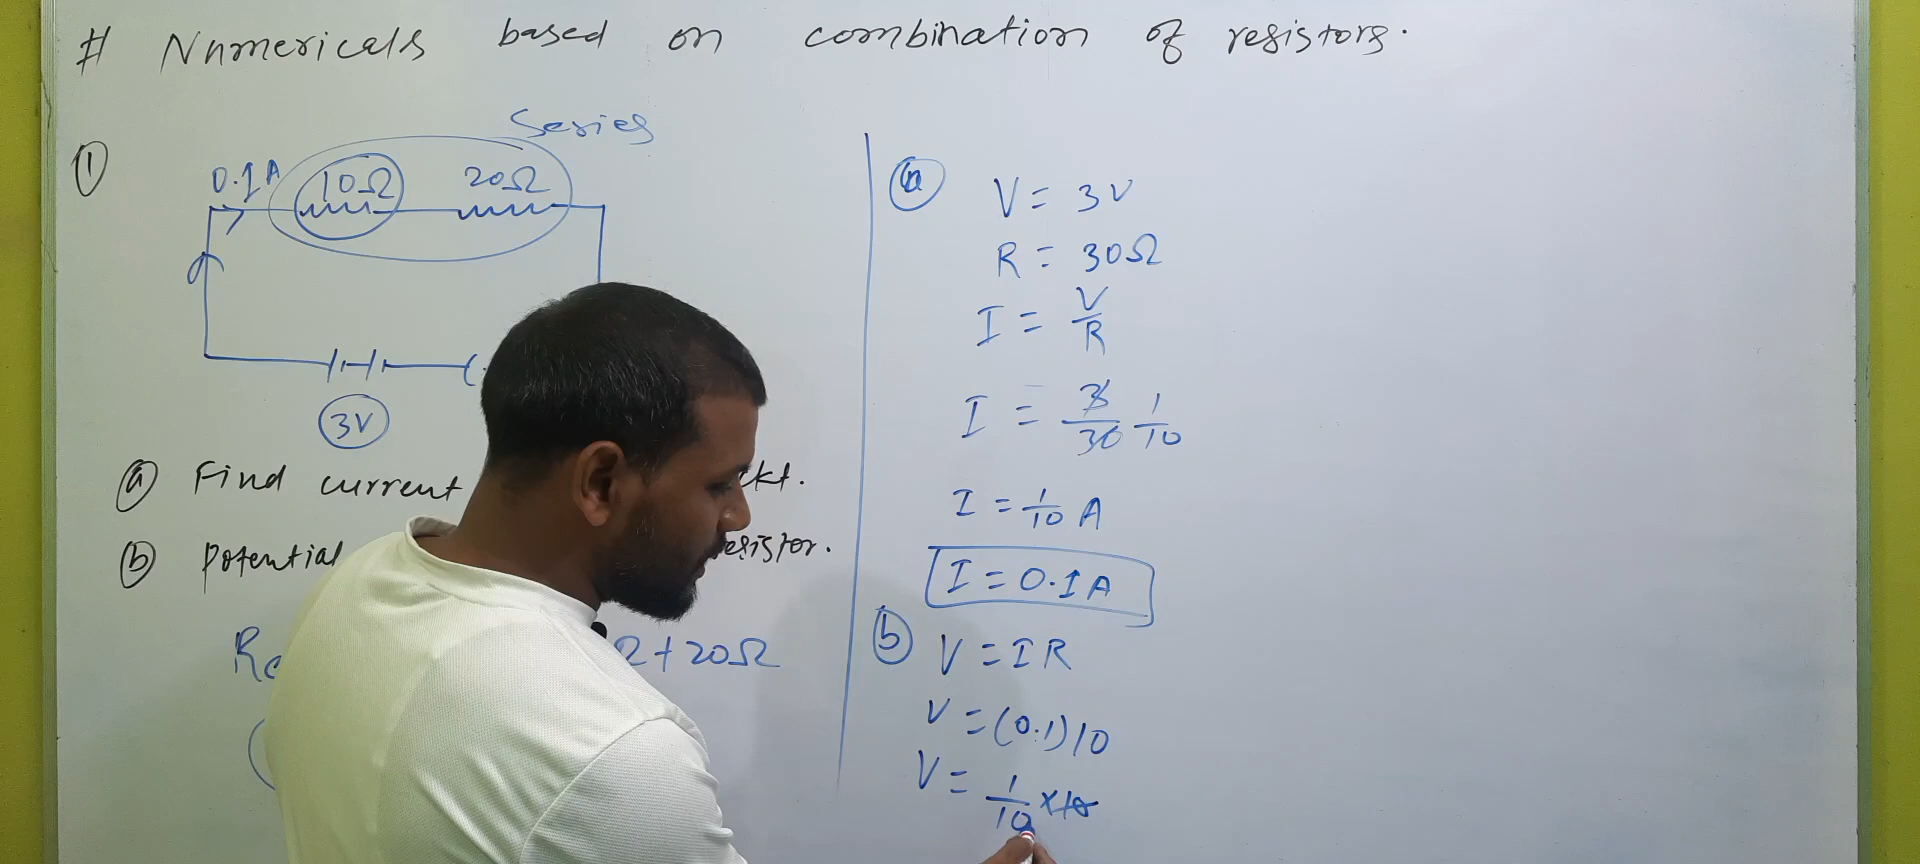 # Numericals based on combination of resistors.
Series
①
0.1A 10Ω 20Ω
3V
ⓐ Find current ckt.
ⓑ Potential resistor.
Re Ω+20Ω
ⓐ V = 3V
R = 30Ω
I = V/R
I = 3/30 1/10
I = 1/10 A
I = 0.1A
ⓑ V = IR
V = (0.1)10
V = 1/10 ×10